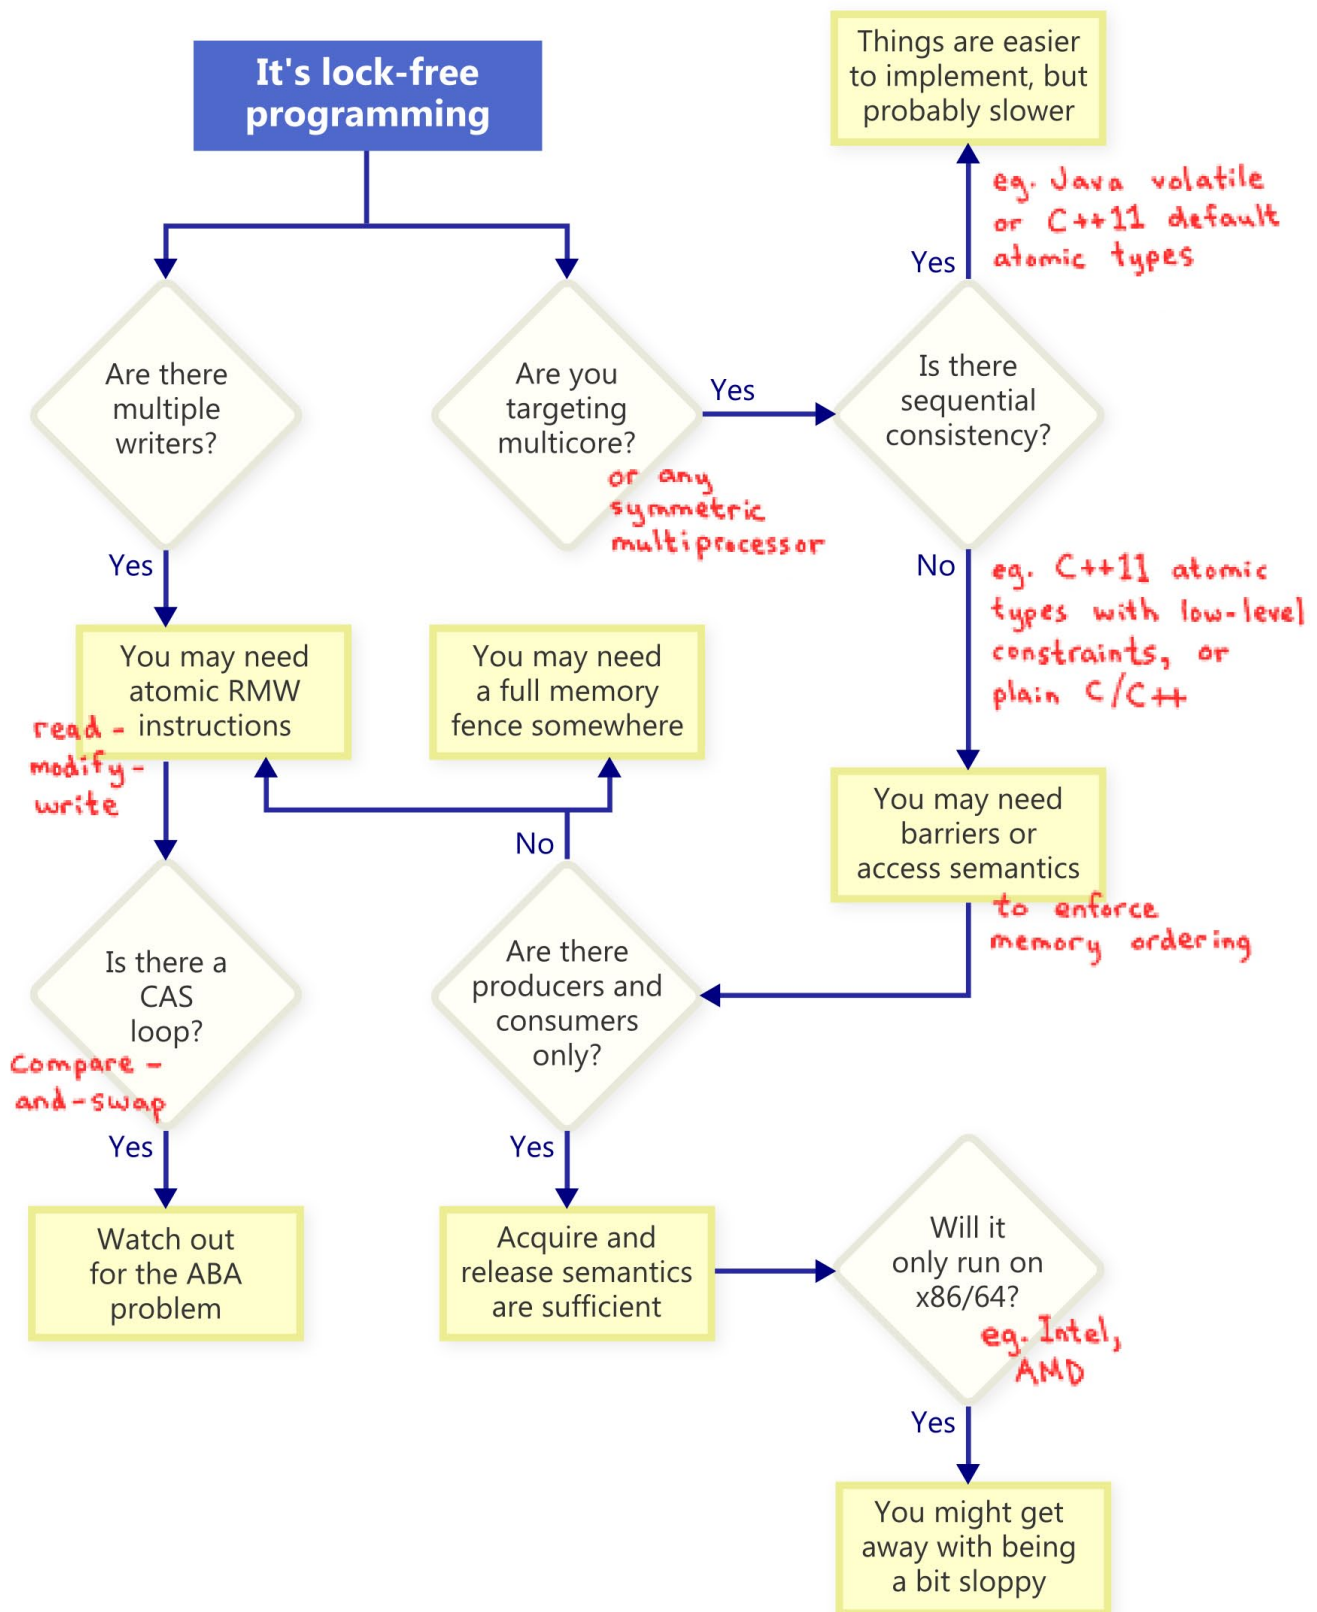 It's lock-free
programming
Things are easier
to implement, but
probably slower
eg. Java volatile
or C++11 default
atomic types
Yes
Are there
multiple
writers?
Are you
targeting
multicore?
or any
symmetric
multiprocessor
Yes
Is there
sequential
consistency?
Yes
No
eg. C++11 atomic
types with low-level
constraints, or
plain C/C++
You may need
atomic RMW
instructions
read-
modify-
write
You may need
a full memory
fence somewhere
You may need
barriers or
access semantics
to enforce
memory ordering
No
Is there a
CAS
loop?
Compare-
and-swap
Are there
producers and
consumers
only?
Yes
Yes
Watch out
for the ABA
problem
Acquire and
release semantics
are sufficient
Will it
only run on
x86/64?
eg. Intel,
AMD
Yes
You might get
away with being
a bit sloppy